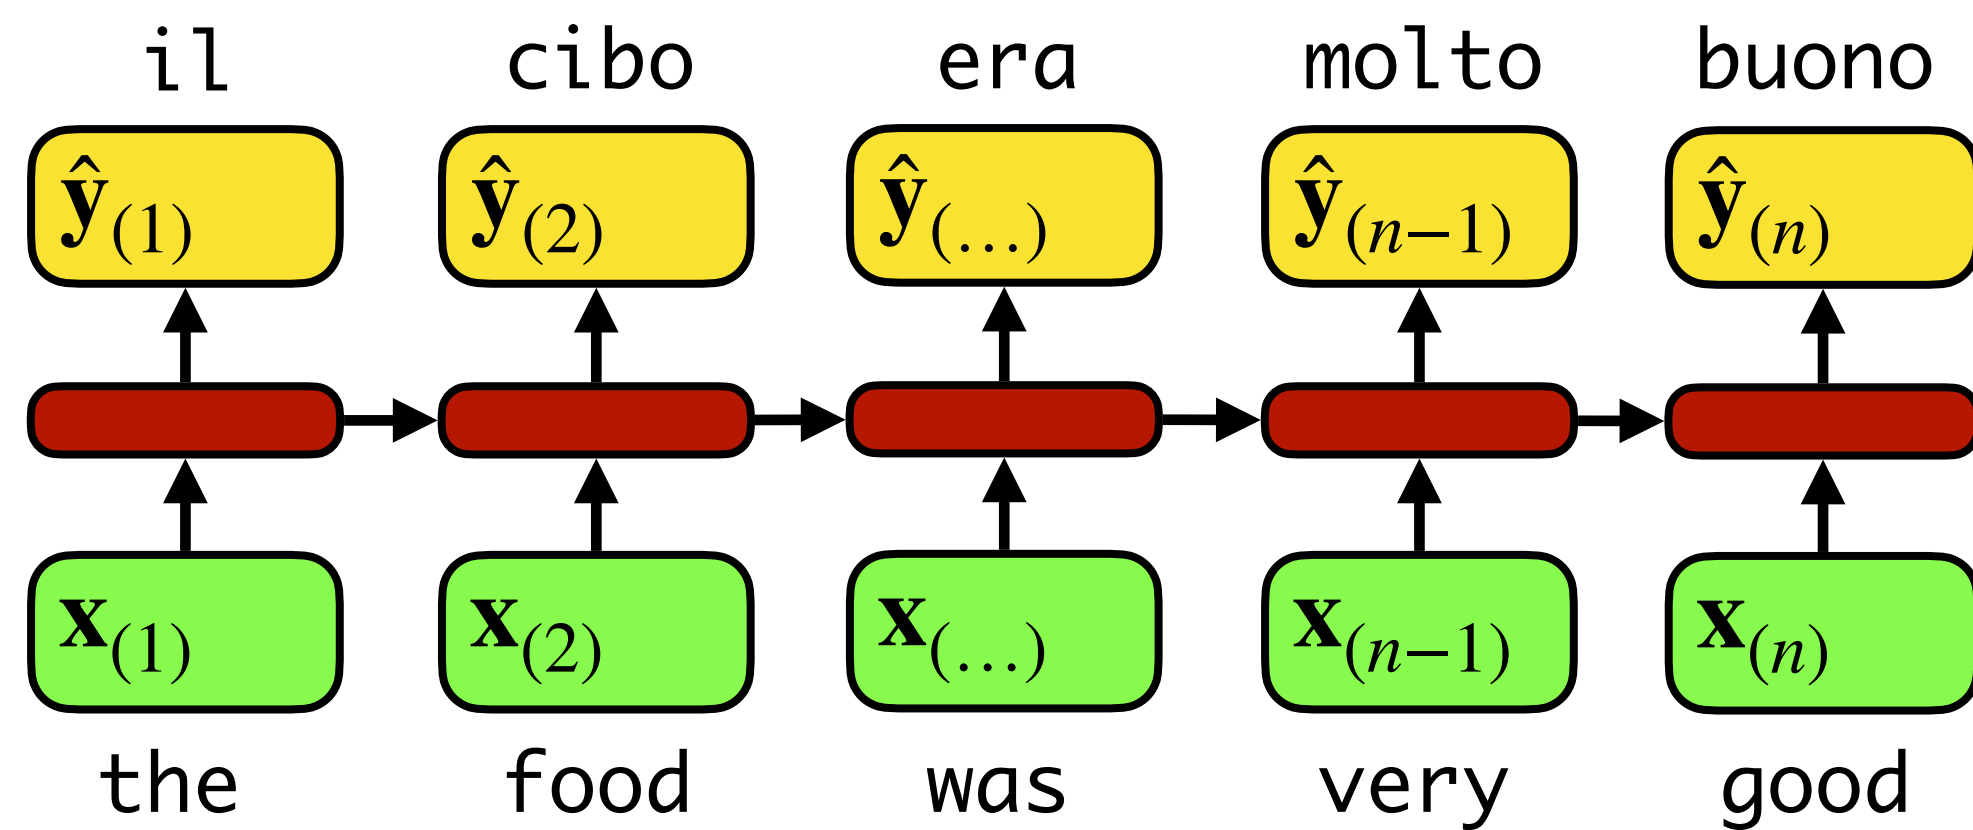 il cibo era molto buono
ŷ(1) ŷ(2) ŷ(…) ŷ(n−1) ŷ(n)
x(1) x(2) x(…) x(n−1) x(n)
the food was very good